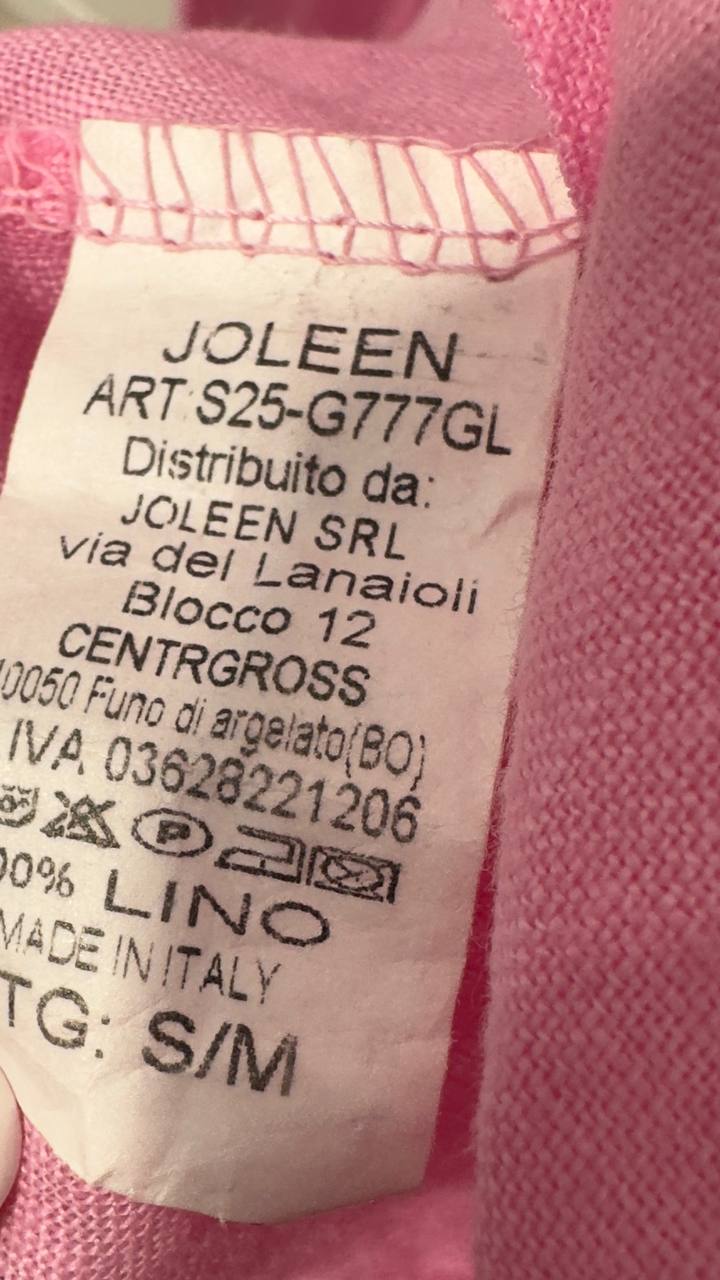 JOLEEN
ART:S25-G777GL
Distribuito da:
JOLEEN SRL
via del Lanaioli
Blocco 12
CENTRGROSS
0050 Funo di argelato(BO)
IVA 03628221206
P
00% LINO
MADE IN ITALY
TG: S/M